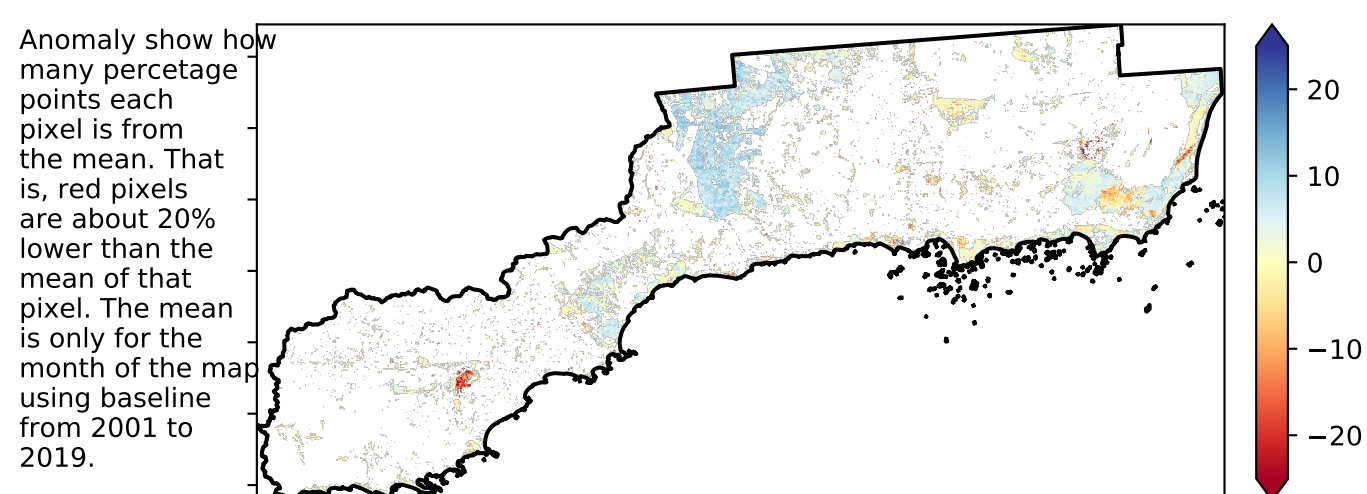 Anomaly show how
many percetage
points each
pixel is from
the mean. That
is, red pixels
are about 20%
lower than the
mean of that
pixel. The mean
is only for the
month of the map
using baseline
from 2001 to
2019.
20
10
0
−10
−20